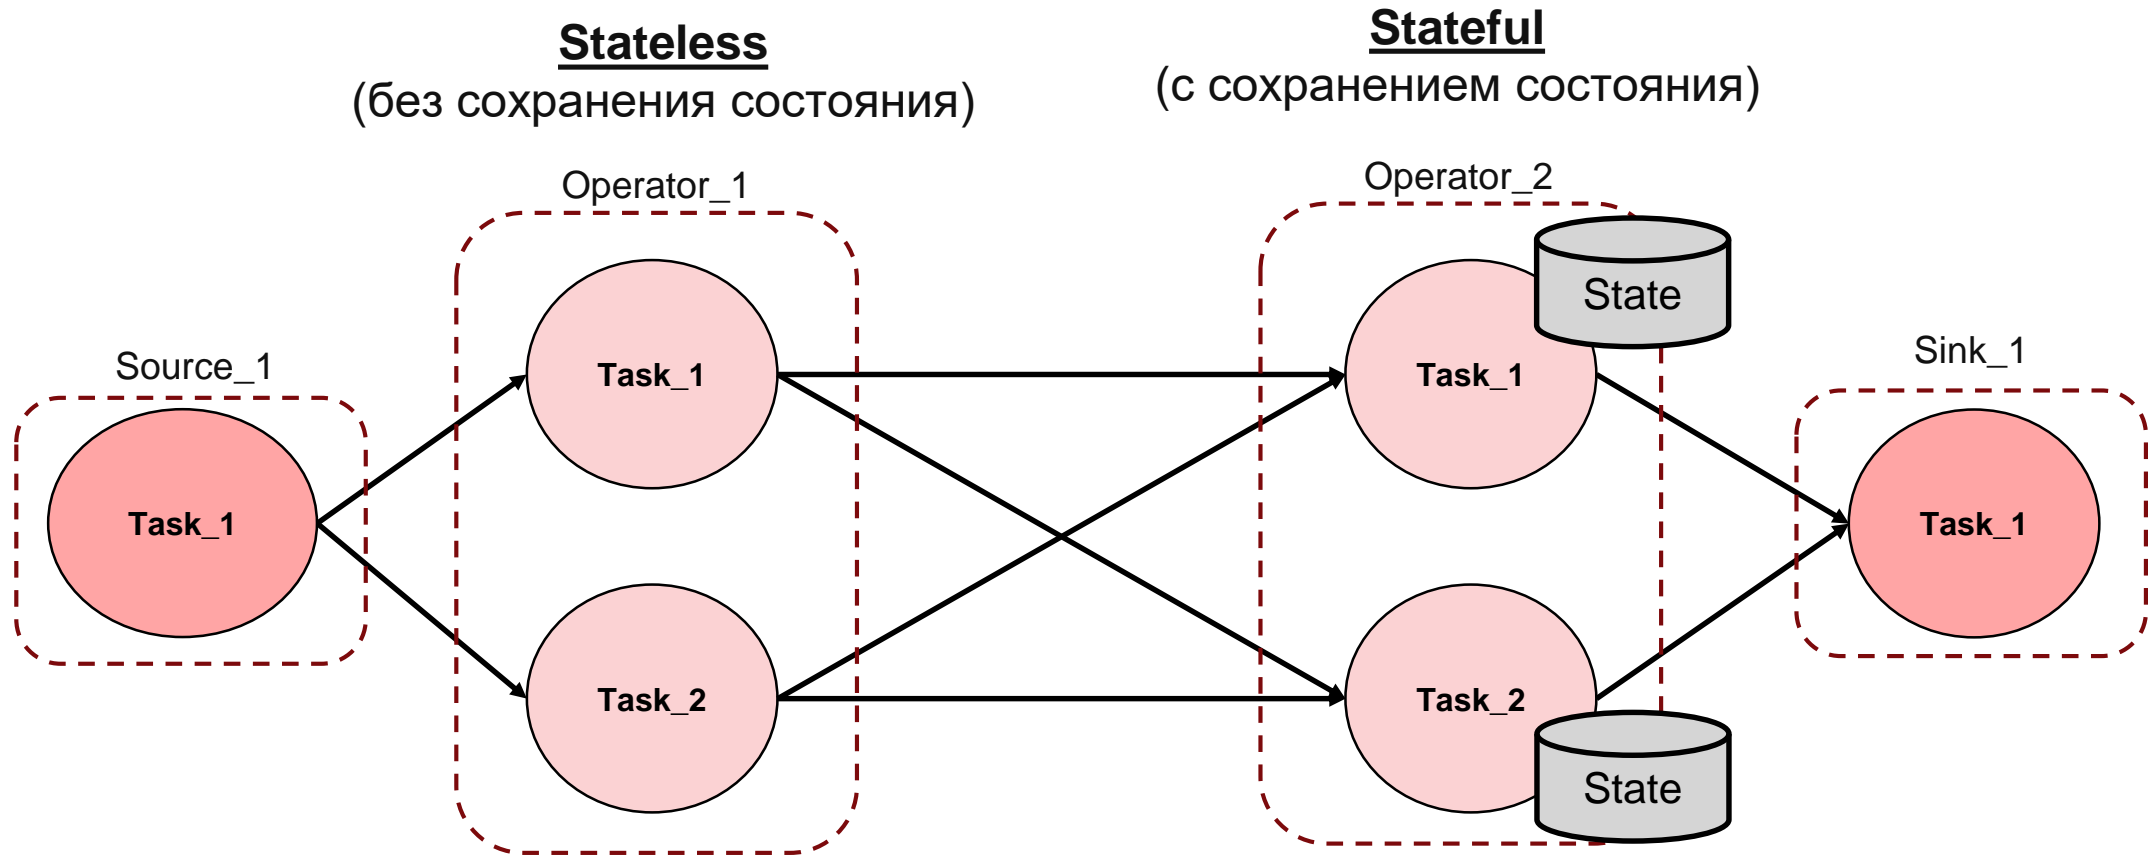 Stateless
(без сохранения состояния)
Stateful
(с сохранением состояния)
Operator_1
Operator_2
Source_1
Sink_1
State
Task_1
Task_1
Task_1
Task_1
Task_2
Task_2
State